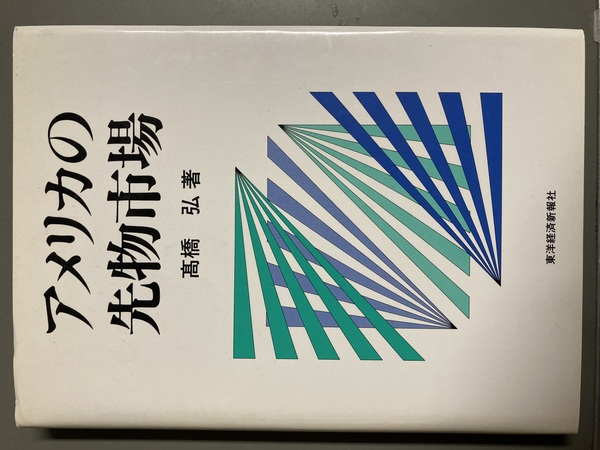 アメリカの
先物市場
髙橋 弘 著
東洋経済新報社